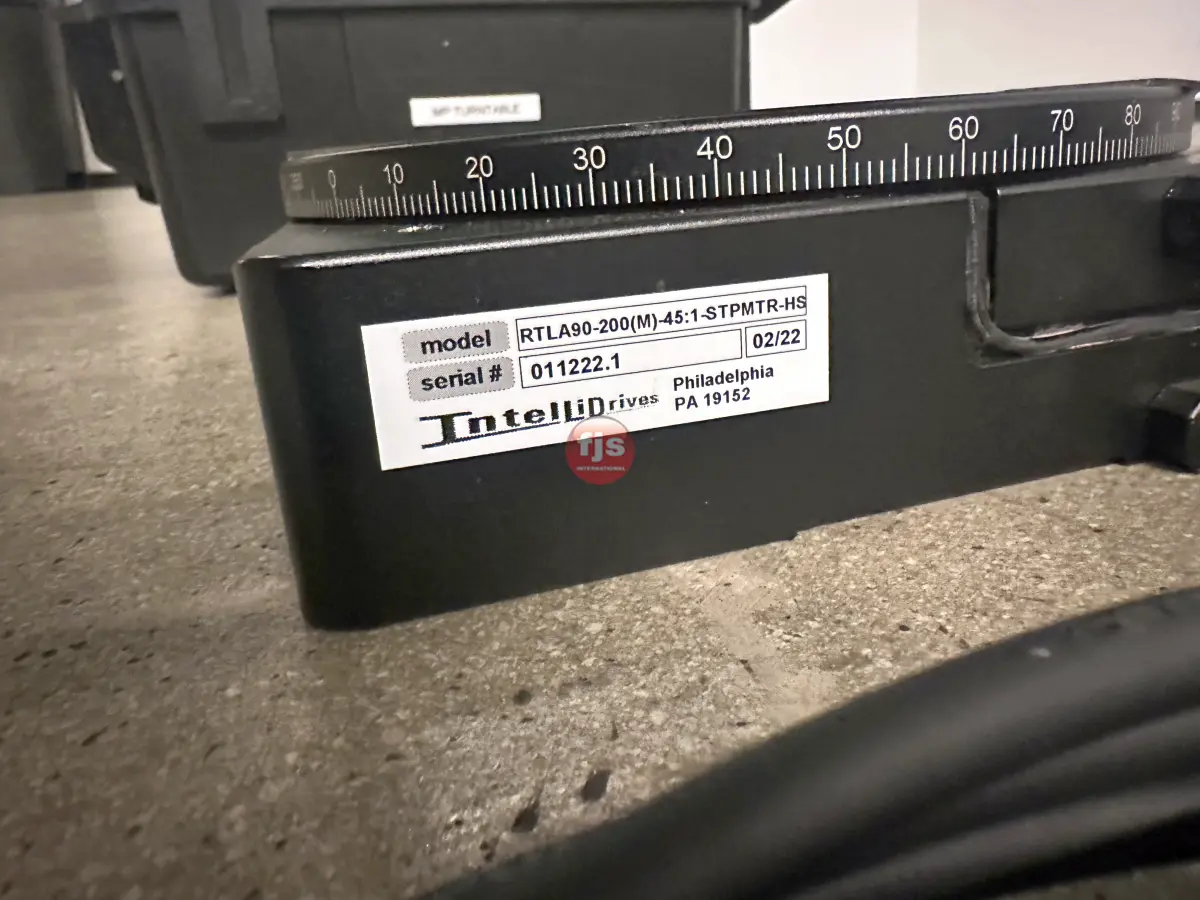 MP TURNTABLE
0 10 20 30 40 50 60 70 80
model RTLA90-200(M)-45:1-STPMTR-HS
serial # 011222.1 02/22
IntelliDrives Philadelphia
PA 19152
fjs
INTERNATIONAL